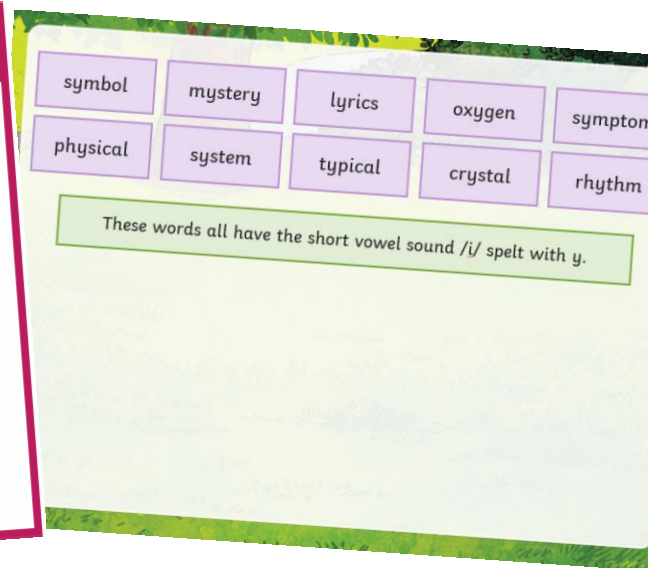 symbol mystery lyrics oxygen symptom
physical system typical crystal rhythm
These words all have the short vowel sound /i/ spelt with y.